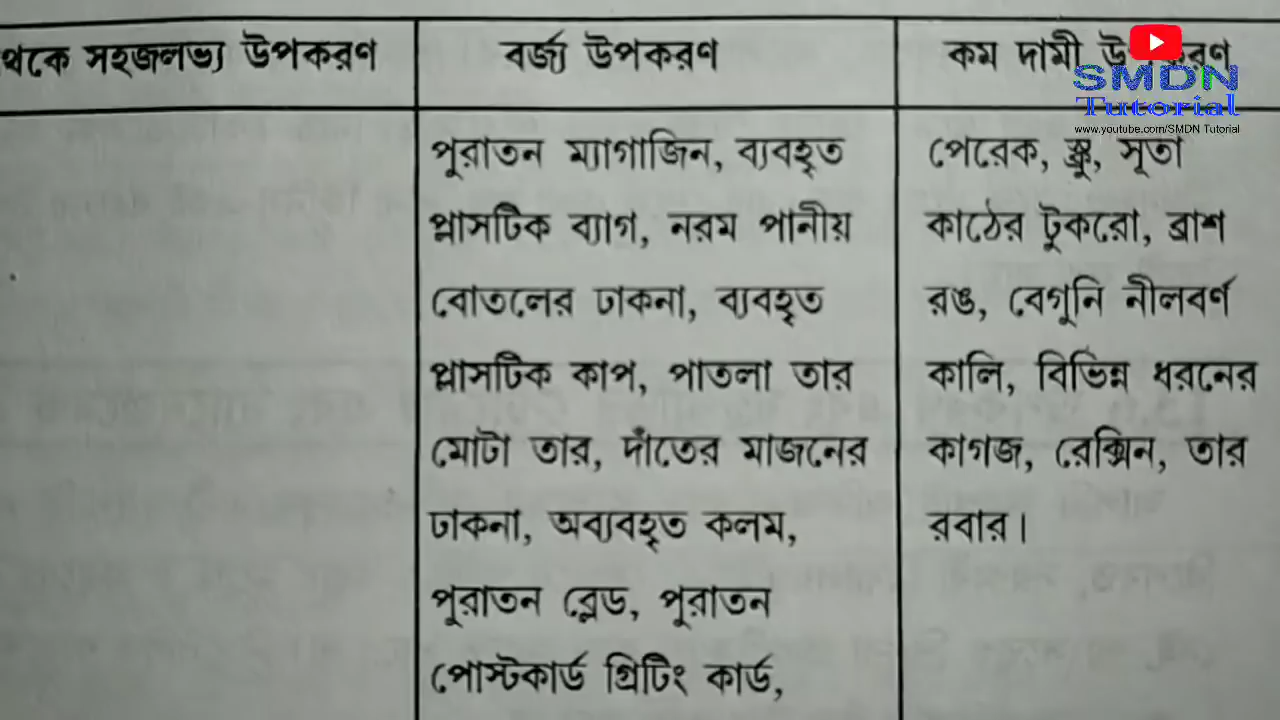 থেকে সহজলভ্য উপকরণ
বর্জ্য উপকরণ
কম দামী উপকরণ
SMDN
Tutorial
www.youtube.com/SMDN Tutorial
পুরাতন ম্যাগাজিন, ব্যবহৃত
প্লাসটিক ব্যাগ, নরম পানীয়
বোতলের ঢাকনা, ব্যবহৃত
প্লাসটিক কাপ, পাতলা তার
মোটা তার, দাঁতের মাজনের
ঢাকনা, অব্যবহৃত কলম,
পুরাতন ব্লেড, পুরাতন
পোস্টকার্ড গ্রিটিং কার্ড,
পেরেক, স্ক্রু, সূতা
কাঠের টুকরো, ব্রাশ
রঙ, বেগুনি নীলবর্ণ
কালি, বিভিন্ন ধরনের
কাগজ, রেক্সিন, তার
রবার।